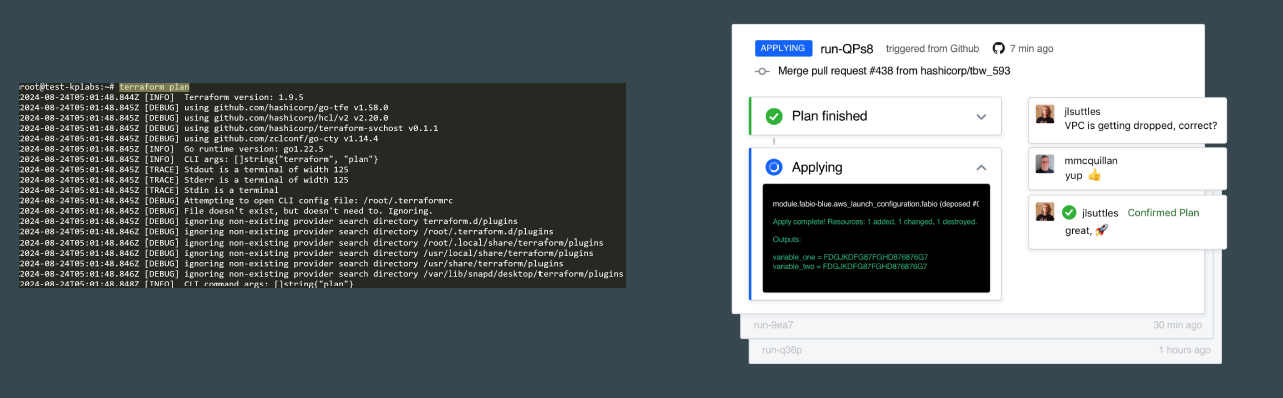 root@test-kplabs:~# terraform plan
2024-08-24T05:01:48.844Z [INFO]  Terraform version: 1.9.5
2024-08-24T05:01:48.845Z [DEBUG] using github.com/hashicorp/go-tfe v1.58.0
2024-08-24T05:01:48.845Z [DEBUG] using github.com/hashicorp/hcl/v2 v2.20.0
2024-08-24T05:01:48.845Z [DEBUG] using github.com/hashicorp/terraform-svchost v0.1.1
2024-08-24T05:01:48.845Z [DEBUG] using github.com/zclconf/go-cty v1.14.4
2024-08-24T05:01:48.845Z [INFO]  Go runtime version: go1.22.5
2024-08-24T05:01:48.845Z [INFO]  CLI args: []string{"terraform", "plan"}
2024-08-24T05:01:48.845Z [TRACE] Stdout is a terminal of width 125
2024-08-24T05:01:48.845Z [TRACE] Stderr is a terminal of width 125
2024-08-24T05:01:48.845Z [TRACE] Stdin is a terminal
2024-08-24T05:01:48.845Z [DEBUG] Attempting to open CLI config file: /root/.terraformrc
2024-08-24T05:01:48.845Z [DEBUG] File doesn't exist, but doesn't need to. Ignoring.
2024-08-24T05:01:48.845Z [DEBUG] ignoring non-existing provider search directory terraform.d/plugins
2024-08-24T05:01:48.846Z [DEBUG] ignoring non-existing provider search directory /root/.terraform.d/plugins
2024-08-24T05:01:48.846Z [DEBUG] ignoring non-existing provider search directory /root/.local/share/terraform/plugins
2024-08-24T05:01:48.846Z [DEBUG] ignoring non-existing provider search directory /usr/local/share/terraform/plugins
2024-08-24T05:01:48.846Z [DEBUG] ignoring non-existing provider search directory /usr/share/terraform/plugins
2024-08-24T05:01:48.846Z [DEBUG] ignoring non-existing provider search directory /var/lib/snapd/desktop/terraform/plugins
2024-08-24T05:01:48.848Z [INFO]  CLI command args: []string{"plan"}
APPLYING run-QPs8 triggered from Github 7 min ago
Merge pull request #438 from hashicorp/tbw_593
Plan finished
Applying
module.fabio-blue.aws_launch_configuration.fabio (deposed #0
Apply complete! Resources: 1 added, 1 changed, 1 destroyed.
Outputs:
variable_one = FDGJKDFG87FGHD876876G7
variable_two = FDGJKDFG87FGHD876876G7
jlsuttles
VPC is getting dropped, correct?
mmcquillan
yup 👍
jlsuttles Confirmed Plan
great, 🚀
run-9ea7 30 min ago
run-q36p 1 hours ago